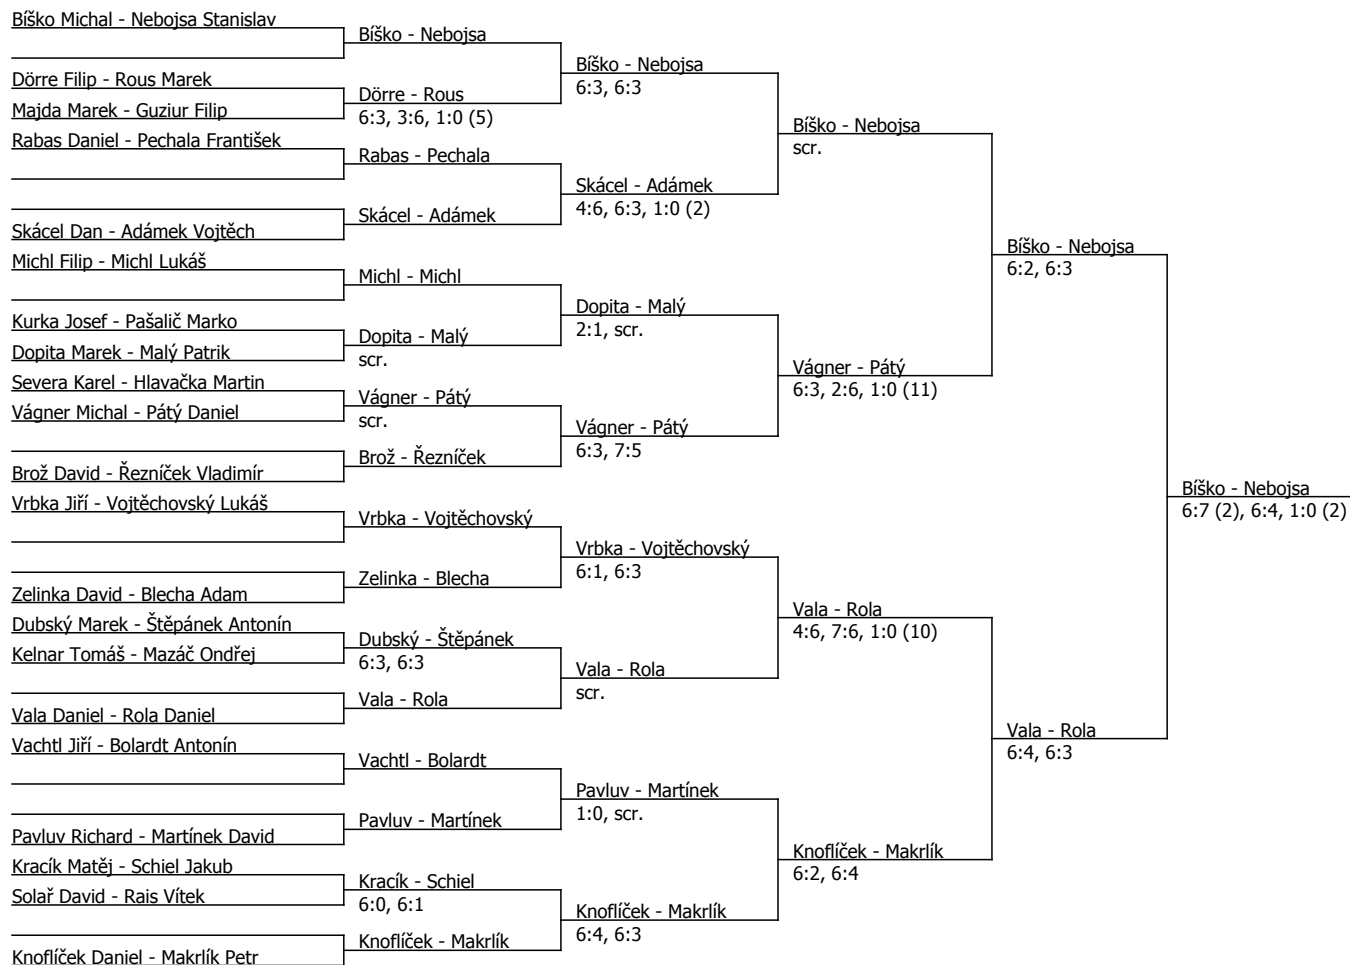 Bíško Michal - Nebojsa Stanislav
Dörre Filip - Rous Marek
Majda Marek - Guziur Filip
Rabas Daniel - Pechala František
Skácel Dan - Adámek Vojtěch
Michl Filip - Michl Lukáš
Kurka Josef - Pašalič Marko
Dopita Marek - Malý Patrik
Severa Karel - Hlavačka Martin
Vágner Michal - Pátý Daniel
Brož David - Řezníček Vladimír
Vrbka Jiří - Vojtěchovský Lukáš
Zelinka David - Blecha Adam
Dubský Marek - Štěpánek Antonín
Kelnar Tomáš - Mazáč Ondřej
Vala Daniel - Rola Daniel
Vachtl Jiří - Bolardt Antonín
Pavluv Richard - Martínek David
Kracík Matěj - Schiel Jakub
Solař David - Rais Vítek
Knoflíček Daniel - Makrlík Petr
Bíško - Nebojsa
Dörre - Rous
6:3, 3:6, 1:0 (5)
Rabas - Pechala
Skácel - Adámek
Michl - Michl
Dopita - Malý
scr.
Vágner - Pátý
scr.
Brož - Řezníček
Vrbka - Vojtěchovský
Zelinka - Blecha
Dubský - Štěpánek
6:3, 6:3
Vala - Rola
Vachtl - Bolardt
Pavluv - Martínek
Kracík - Schiel
6:0, 6:1
Knoflíček - Makrlík
Bíško - Nebojsa
6:3, 6:3
Skácel - Adámek
4:6, 6:3, 1:0 (2)
Dopita - Malý
2:1, scr.
Vágner - Pátý
6:3, 7:5
Vrbka - Vojtěchovský
6:1, 6:3
Vala - Rola
scr.
Pavluv - Martínek
1:0, scr.
Knoflíček - Makrlík
6:4, 6:3
Bíško - Nebojsa
scr.
Vágner - Pátý
6:3, 2:6, 1:0 (11)
Vala - Rola
4:6, 7:6, 1:0 (10)
Knoflíček - Makrlík
6:2, 6:4
Bíško - Nebojsa
6:2, 6:3
Vala - Rola
6:4, 6:3
Bíško - Nebojsa
6:7 (2), 6:4, 1:0 (2)